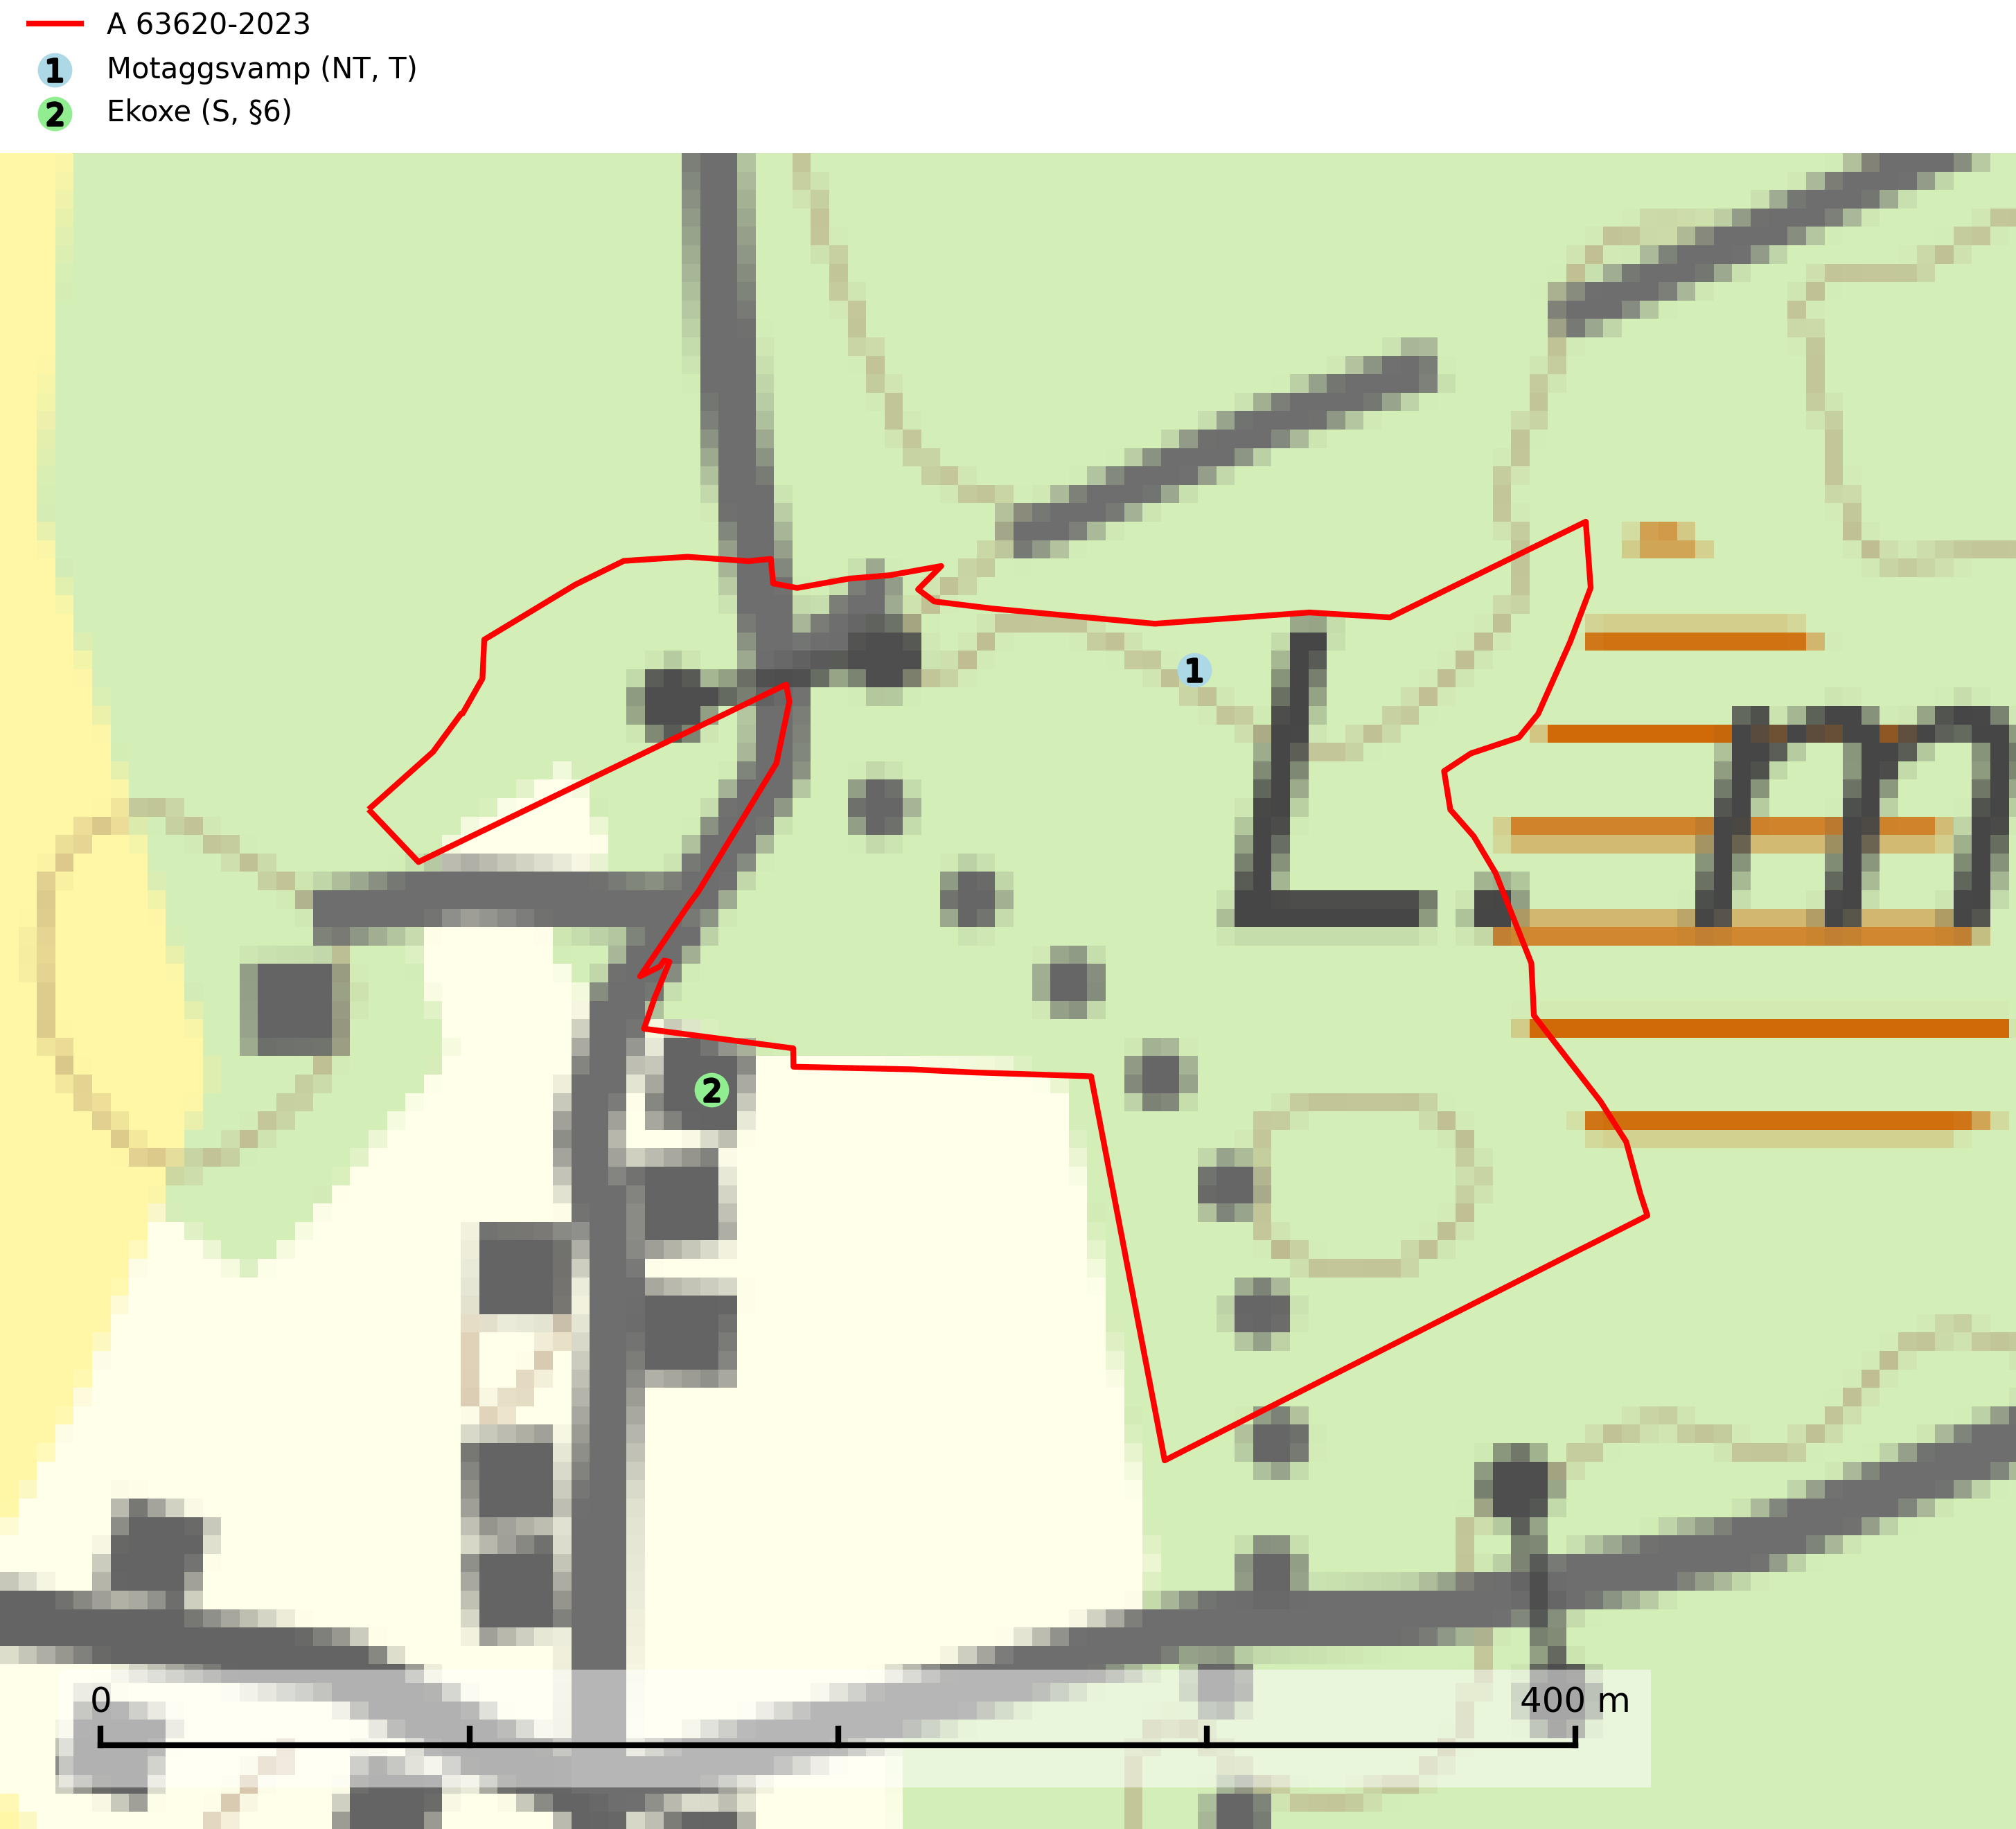 A 63620-2023
1 Motaggsvamp (NT, T)
2 Ekoxe (S, §6)
1
L m
2
0 400 m